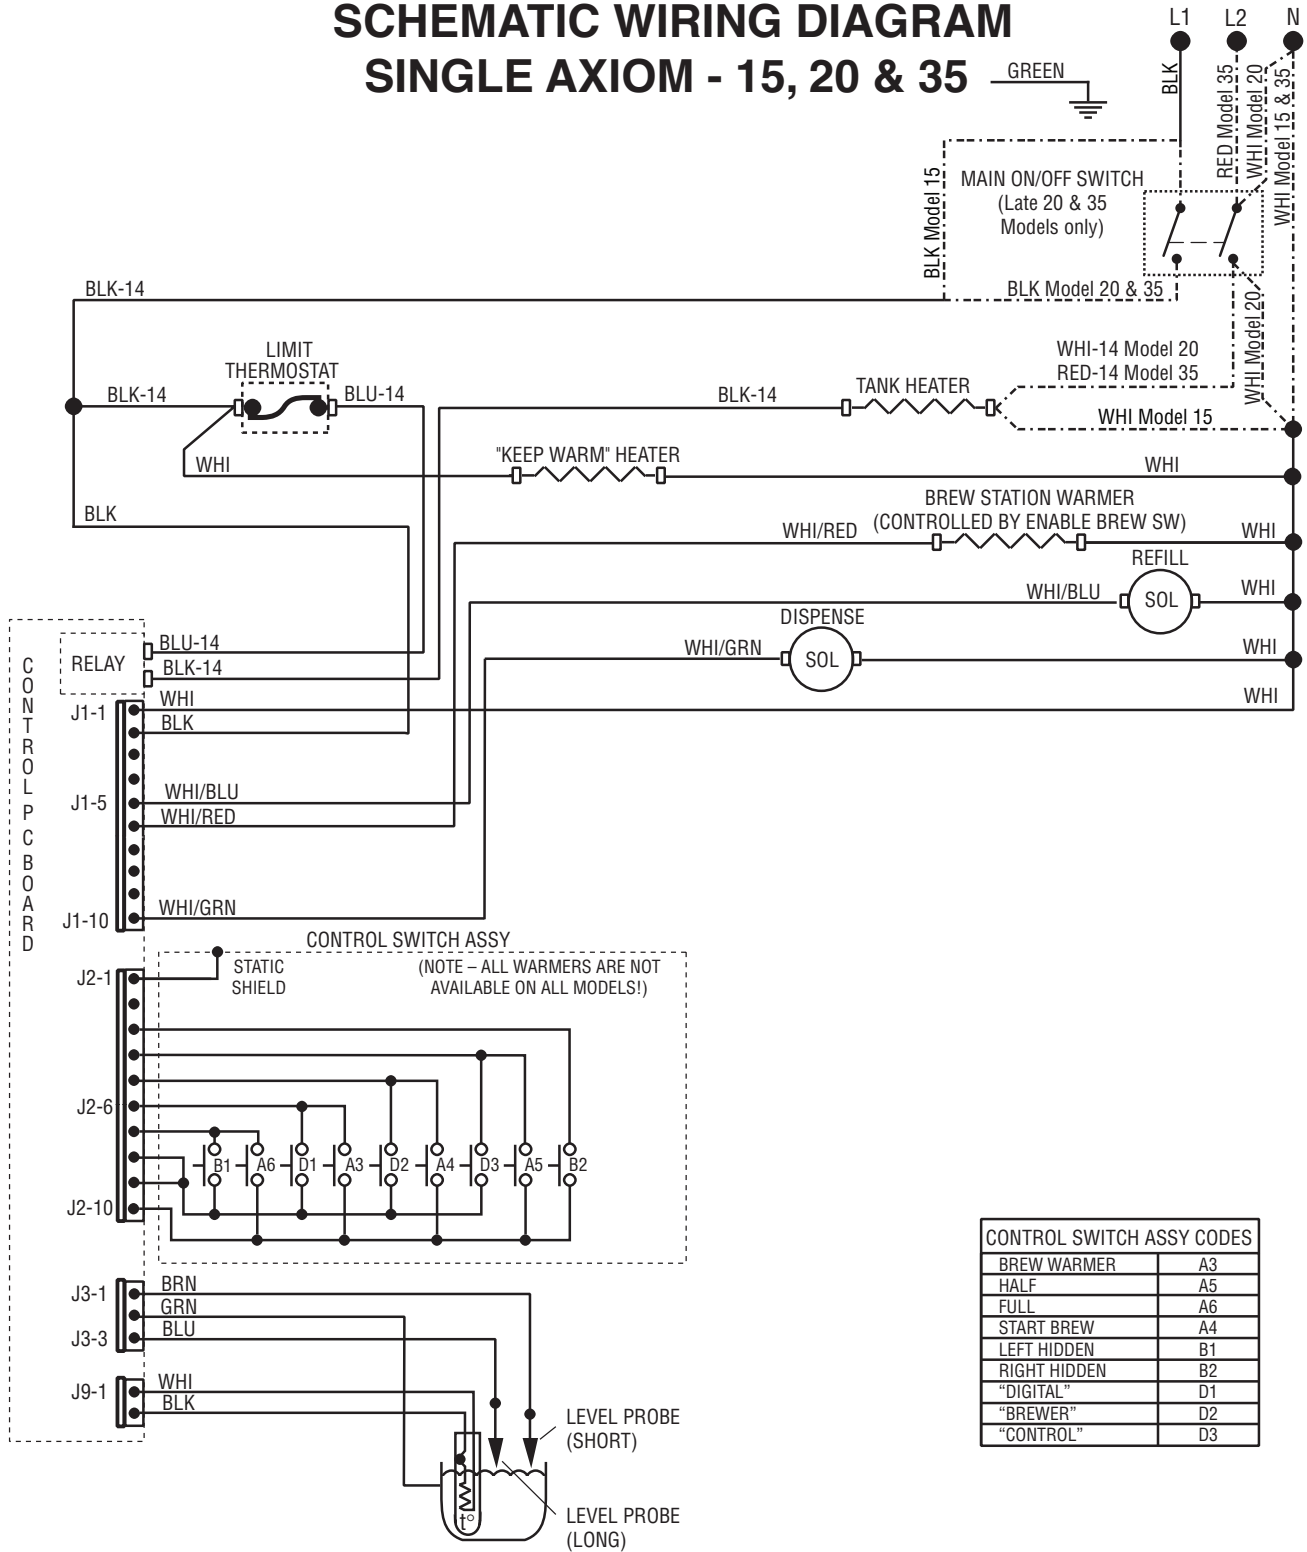 SCHEMATIC WIRING DIAGRAM
SINGLE AXIOM - 15, 20 & 35
GREEN
L1
L2
N
BLK
RED Model 35
WHI Model 20
WHI Model 15 & 35
BLK Model 15
MAIN ON/OFF SWITCH
(Late 20 & 35
Models only)
BLK-14
BLK Model 20 & 35
WHI Model 20
LIMIT
THERMOSTAT
BLK-14
BLU-14
BLK-14
TANK HEATER
WHI-14 Model 20
RED-14 Model 35
WHI Model 15
WHI
"KEEP WARM" HEATER
WHI
BLK
BREW STATION WARMER
(CONTROLLED BY ENABLE BREW SW)
WHI/RED
WHI
REFILL
WHI/BLU
SOL
WHI
DISPENSE
WHI/GRN
SOL
WHI
CONTROL PC BOARD
RELAY
BLU-14
BLK-14
J1-1
WHI
WHI
BLK
J1-5
WHI/BLU
WHI/RED
J1-10
WHI/GRN
CONTROL SWITCH ASSY
J2-1
STATIC
SHIELD
(NOTE – ALL WARMERS ARE NOT
AVAILABLE ON ALL MODELS!)
J2-6
B1
A6
D1
A3
D2
A4
D3
A5
B2
J2-10
CONTROL SWITCH ASSY CODES
BREW WARMER A3
HALF A5
FULL A6
START BREW A4
LEFT HIDDEN B1
RIGHT HIDDEN B2
“DIGITAL” D1
“BREWER” D2
“CONTROL” D3
J3-1
BRN
GRN
J3-3
BLU
J9-1
WHI
BLK
LEVEL PROBE
(SHORT)
t°
LEVEL PROBE
(LONG)